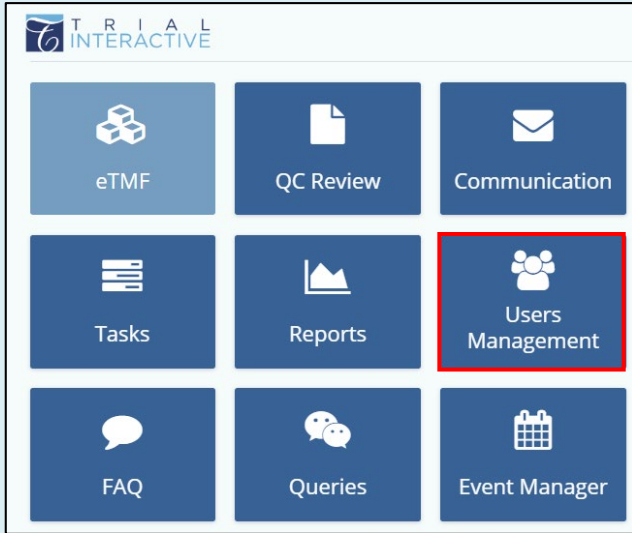 TRIAL
INTERACTIVE
eTMF
QC Review
Communication
Tasks
Reports
Users
Management
FAQ
Queries
Event Manager